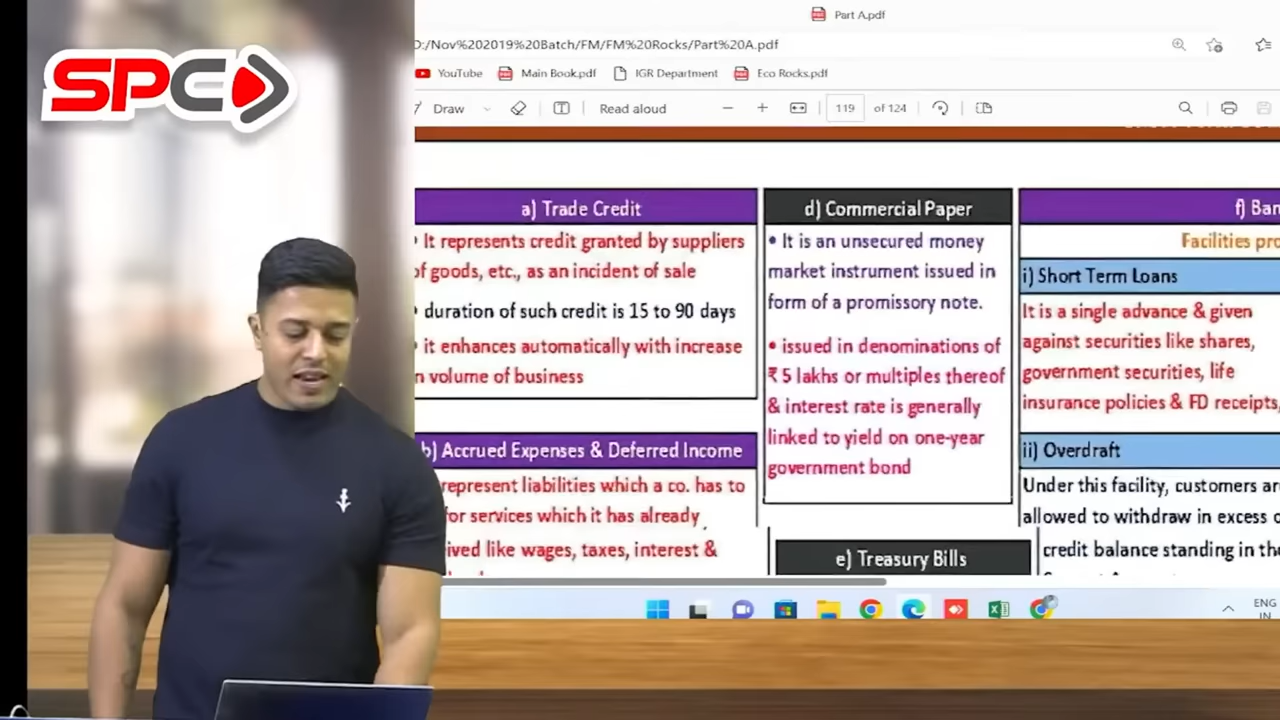 SPC
Part A.pdf
D:/Nov%202019%20Batch/FM/FM%20Rocks/Part%20A.pdf
YouTube
Main Book.pdf
IGR Department
Eco Rocks.pdf
Draw
Read aloud
119
of 124
a) Trade Credit
• It represents credit granted by suppliers
of goods, etc., as an incident of sale
• duration of such credit is 15 to 90 days
• it enhances automatically with increase
in volume of business
b) Accrued Expenses & Deferred Income
represent liabilities which a co. has to
for services which it has already
ived like wages, taxes, interest &
d) Commercial Paper
• It is an unsecured money
market instrument issued in
form of a promissory note.
• issued in denominations of
₹ 5 lakhs or multiples thereof
& interest rate is generally
linked to yield on one-year
government bond
e) Treasury Bills
f) Ban
Facilities pro
i) Short Term Loans
It is a single advance & given
against securities like shares,
government securities, life
insurance policies & FD receipts,
ii) Overdraft
Under this facility, customers are
allowed to withdraw in excess o
credit balance standing in the
ENG
IN